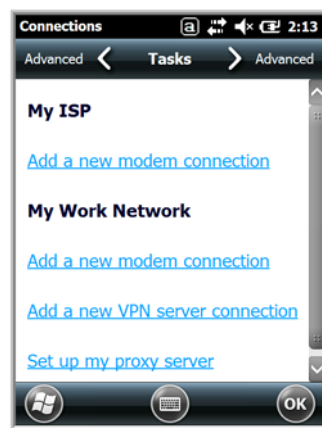 Connections a 2:13
Advanced Tasks Advanced
My ISP
Add a new modem connection
My Work Network
Add a new modem connection
Add a new VPN server connection
Set up my proxy server
OK